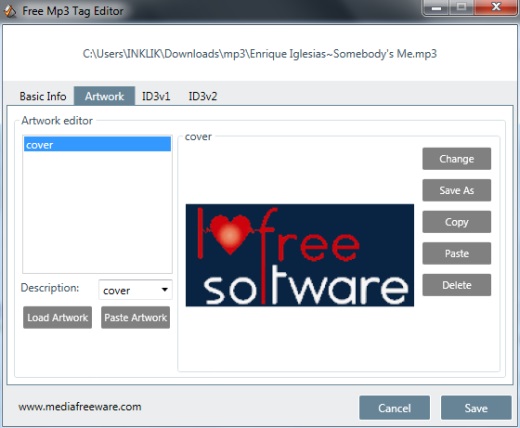 Free Mp3 Tag Editor
C:\Users\INKLIK\Downloads\mp3\Enrique Iglesias~Somebody's Me.mp3
Basic Info Artwork ID3v1 ID3v2
Artwork editor
cover
Description: cover
Load Artwork Paste Artwork
cover
I free
software
Change
Save As
Copy
Paste
Delete
www.mediafreeware.com
Cancel Save